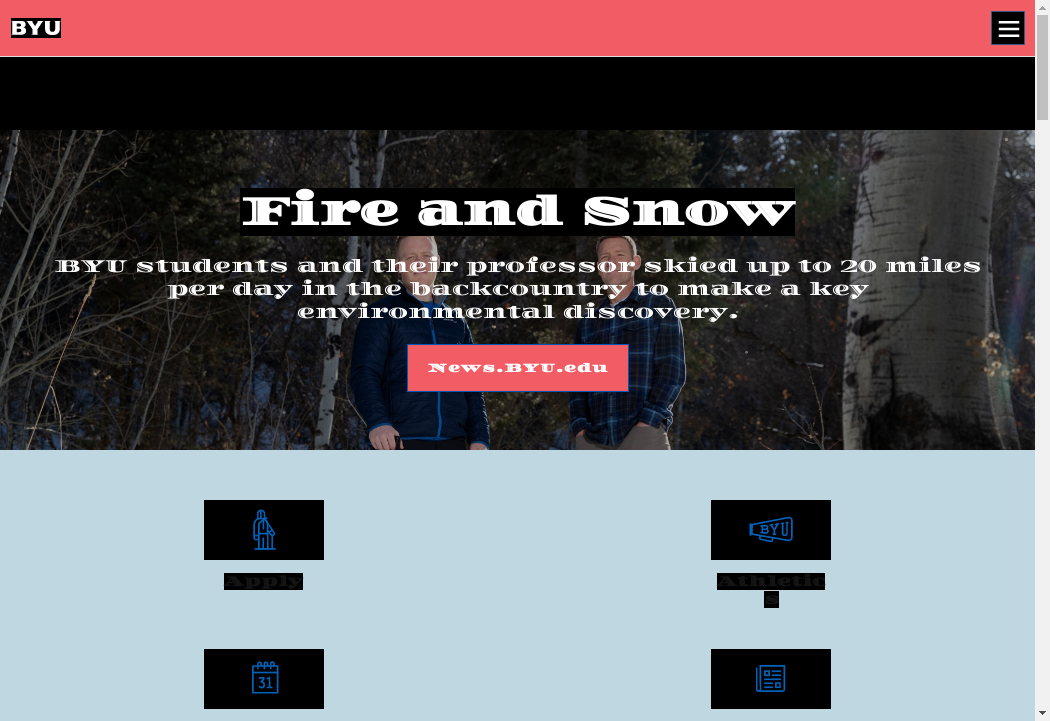 BYU
Fire and Snow
BYU students and their professor skied up to 20 miles
per day in the backcountry to make a key
environmental discovery.
News.BYU.edu
BYU
Apply
Athletic
s
31